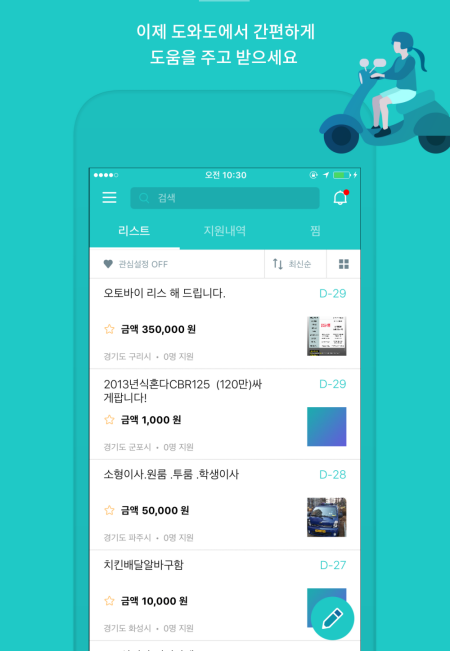 이제 도와도에서 간편하게
도움을 주고 받으세요
오전 10:30
검색
리스트 지원내역 찜
관심설정 OFF 최신순
오토바이 리스 해 드립니다. D-29
금액 350,000 원
경기도 구리시 • 0명 지원
2013년식혼다CBR125 (120만)싸 D-29
게팝니다!
금액 1,000 원
경기도 군포시 • 0명 지원
소형이사.원룸 .투룸 .학생이사 D-28
금액 50,000 원
경기도 파주시 • 0명 지원
치킨배달알바구함 D-27
금액 10,000 원
경기도 화성시 • 0명 지원